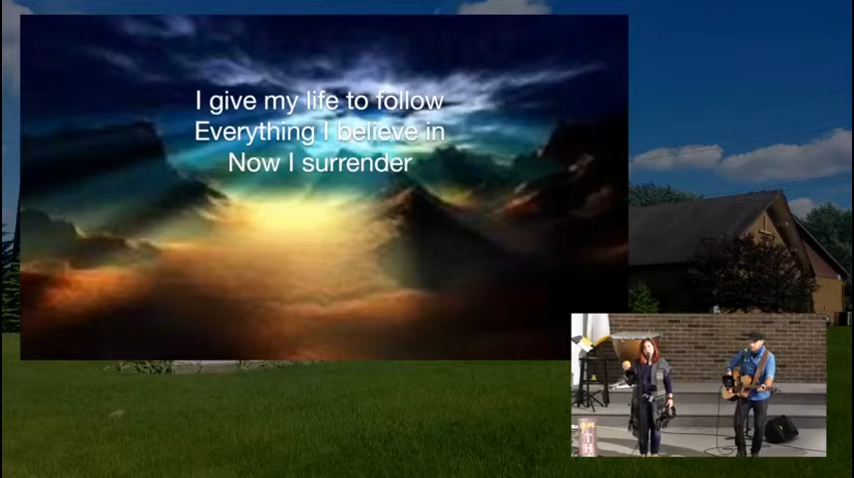 I give my life to follow
Everything I believe in
Now I surrender